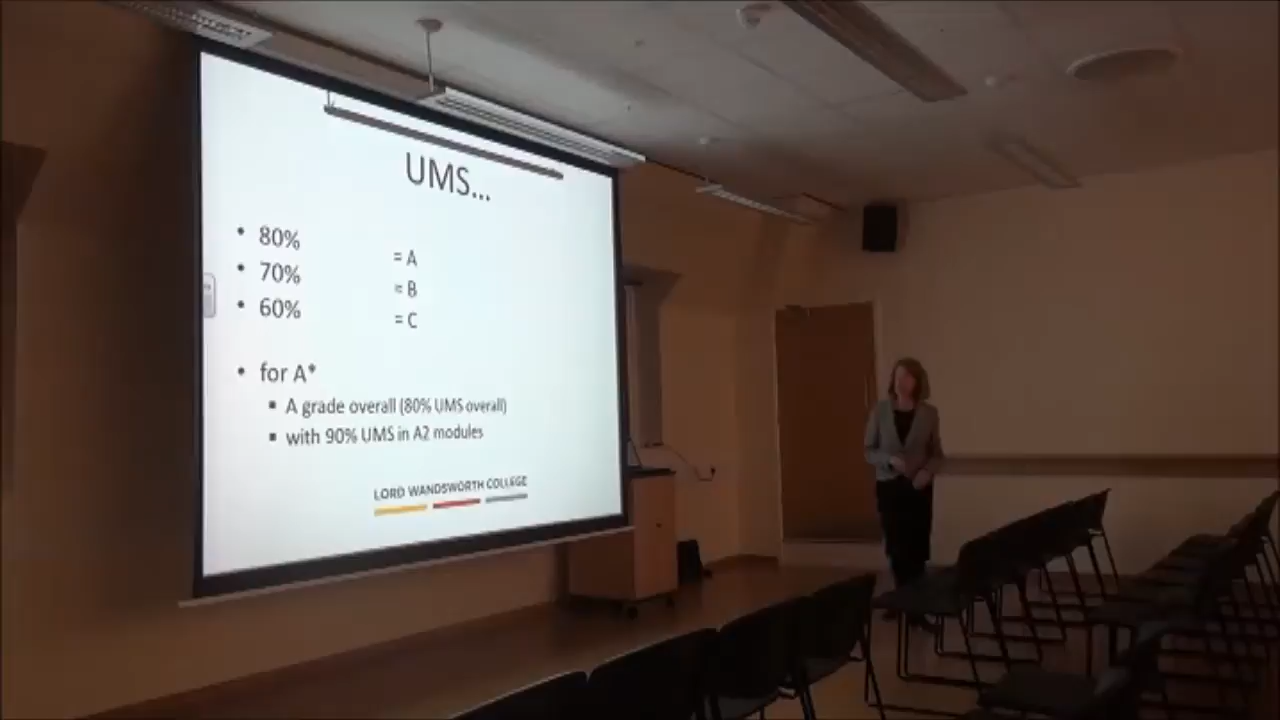 UMS...
• 80% = A
• 70% = B
• 60% = C
• for A*
▪ A grade overall (80% UMS overall)
▪ with 90% UMS in A2 modules
LORD WANDSWORTH COLLEGE